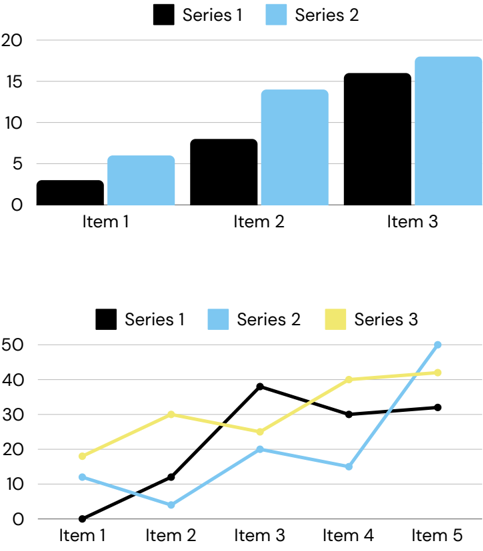 Series 1 Series 2
20
15
10
5
0
Item 1 Item 2 Item 3
Series 1 Series 2 Series 3
50
40
30
20
10
0
Item 1 Item 2 Item 3 Item 4 Item 5